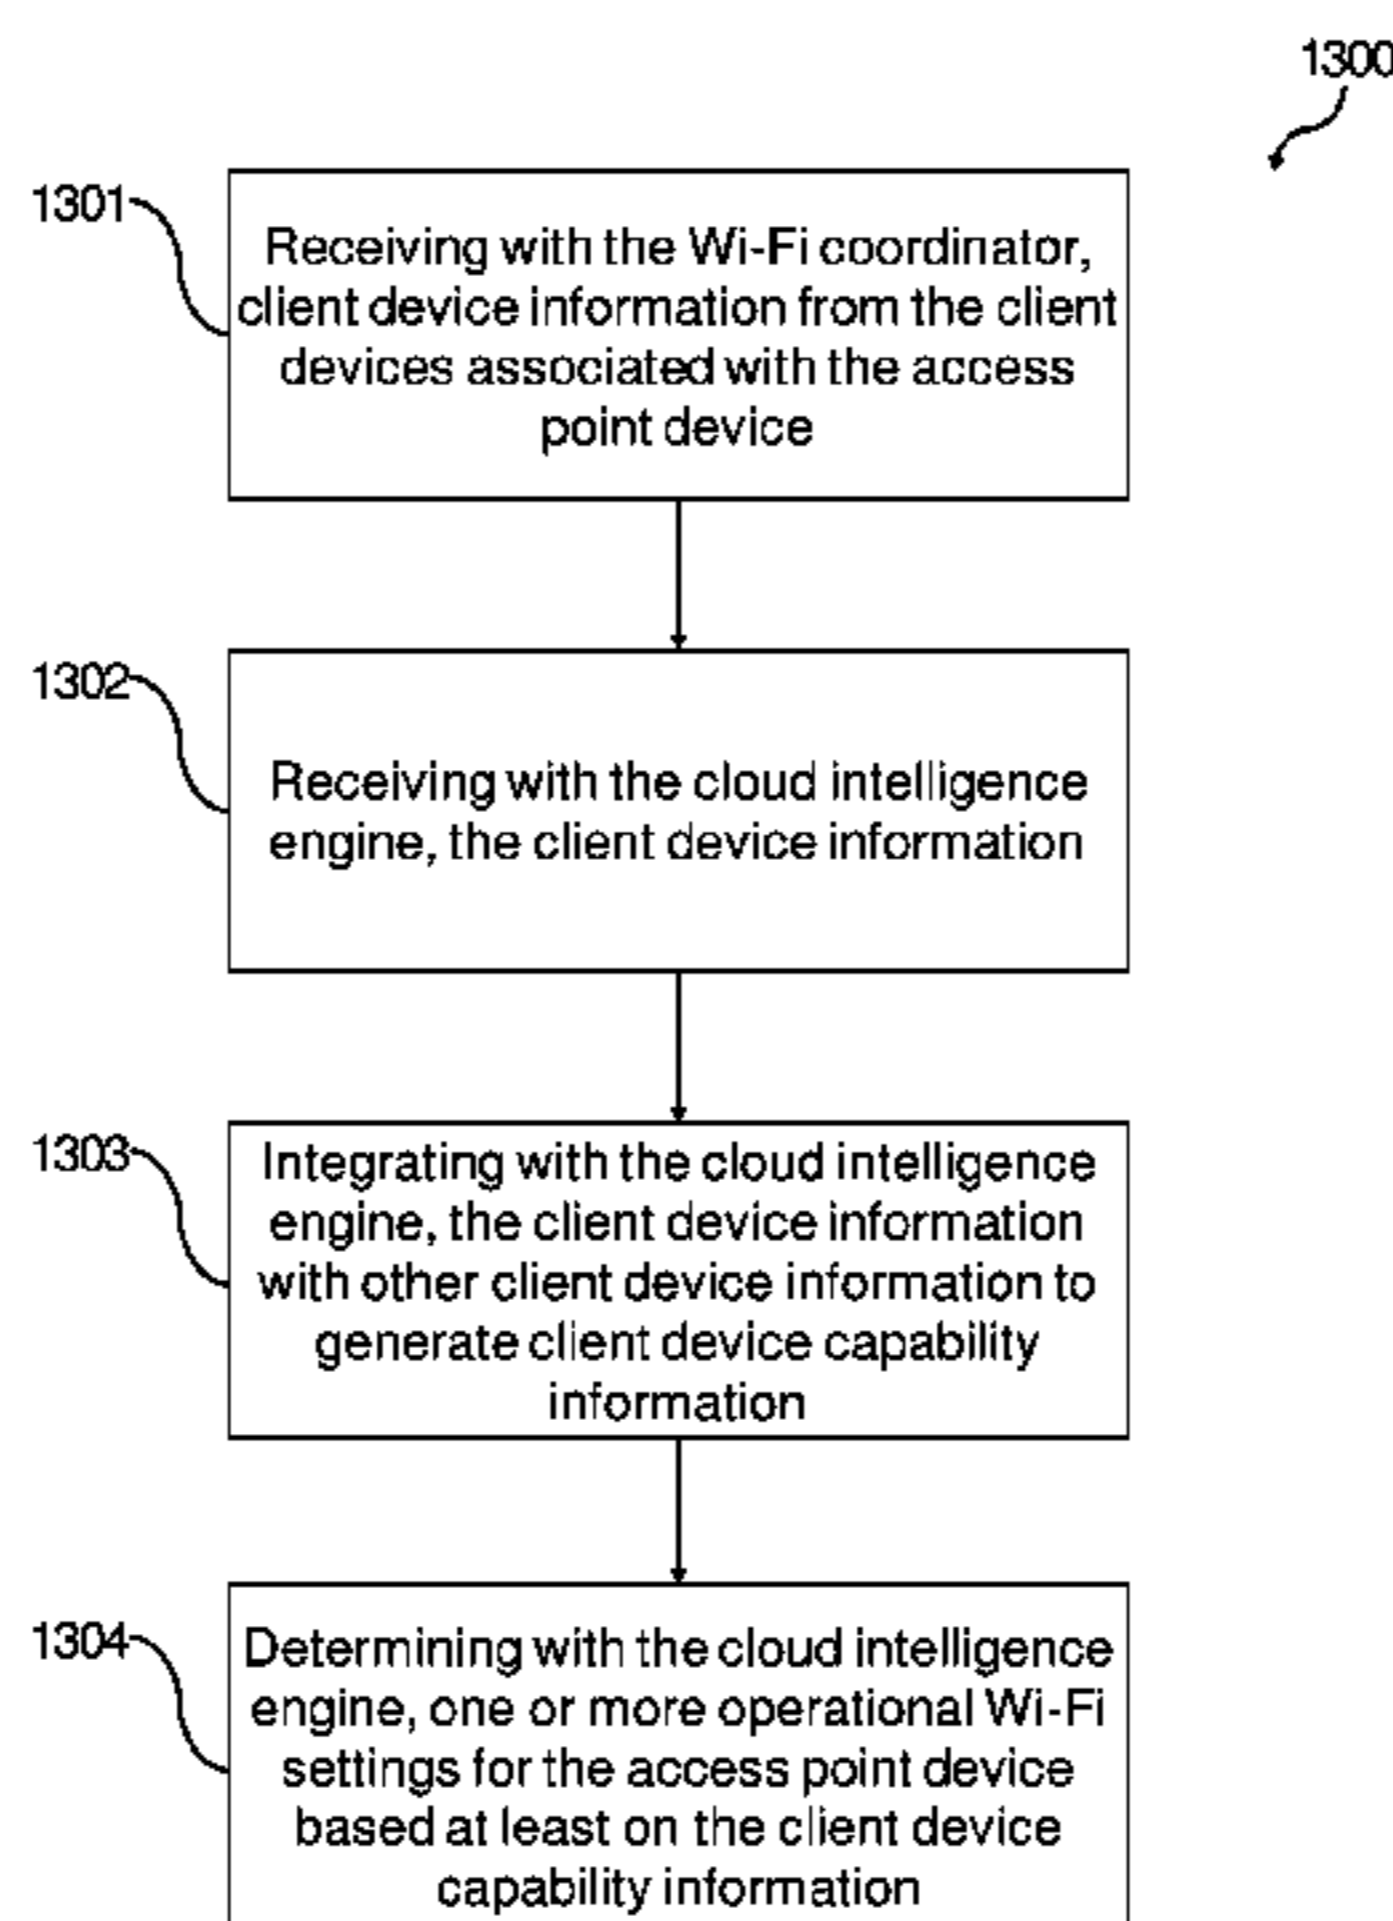 1300
1301
Receiving with the Wi-Fi coordinator,
client device information from the client
devices associated with the access
point device
1302
Receiving with the cloud intelligence
engine, the client device information
1303
Integrating with the cloud intelligence
engine, the client device information
with other client device information to
generate client device capability
information
1304
Determining with the cloud intelligence
engine, one or more operational Wi-Fi
settings for the access point device
based at least on the client device
capability information